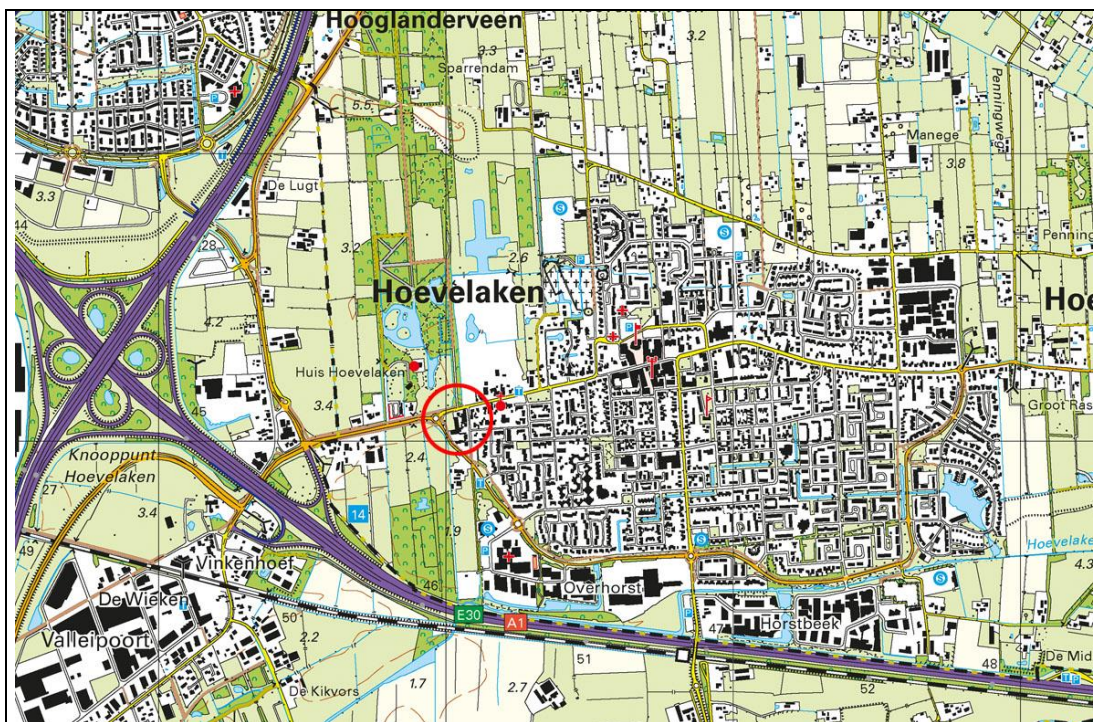 Hooglanderveen
3.3
3.2
Sparrendam
5.5
Penningweg
Manege
3.8
De Lugt
3.3
44
28
3.2
2.6
Penning
Hoevelaken
Hoe
4.2
Huis Hoevelaken
3.4
45
Groot Ras
Knooppunt
Hoevelaken
2.4
27
3.4
14
1.9
49
Vinkenhoef
Hoevelake
4.3
De Wieken
46
Overhorst
E30
A1
Valleipoort
50
2.2
47
Horstbeek
48
De Mid
51
52
De Kikvors
1.7
2.7